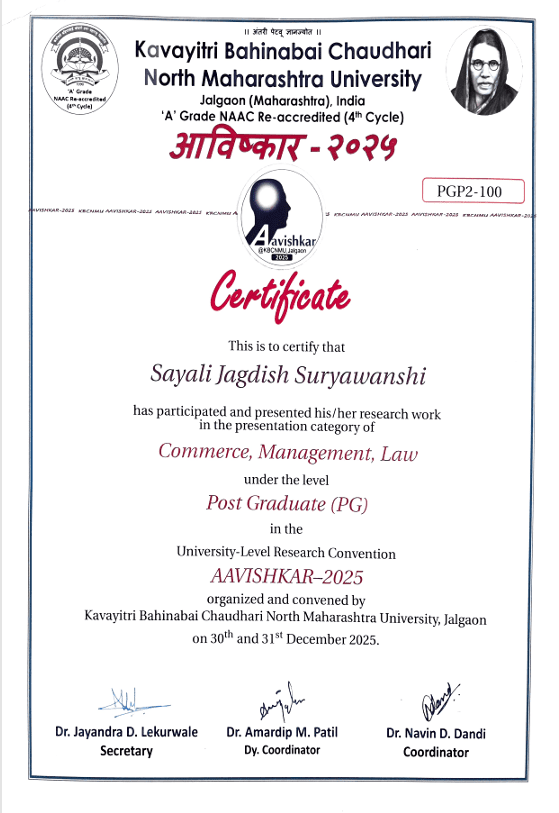 ॥ अंतरी पेटवू ज्ञानज्योत ॥
Kavayitri Bahinabai Chaudhari
North Maharashtra University
Jalgaon (Maharashtra), India
'A' Grade NAAC Re-accredited (4th Cycle)
'A' Grade
NAAC Re-accredited
(4th Cycle)
आविष्कार - २०२५
PGP2-100
AAVISHKAR-2025 KBCNMU AAVISHKAR-2025 AAVISHKAR-2025 KBCNMU
KBCNMU AAVISHKAR-2025 AAVISHKAR-2025 KBCNMU AAVISHKAR-2025
Aavishkar
@KBCNMU, Jalgaon
2025
Certificate
This is to certify that
Sayali Jagdish Suryawanshi
has participated and presented his/her research work
in the presentation category of
Commerce, Management, Law
under the level
Post Graduate (PG)
in the
University-Level Research Convention
AAVISHKAR–2025
organized and convened by
Kavayitri Bahinabai Chaudhari North Maharashtra University, Jalgaon
on 30th and 31st December 2025.
Dr. Jayandra D. Lekurwale
Secretary
Dr. Amardip M. Patil
Dy. Coordinator
Dr. Navin D. Dandi
Coordinator